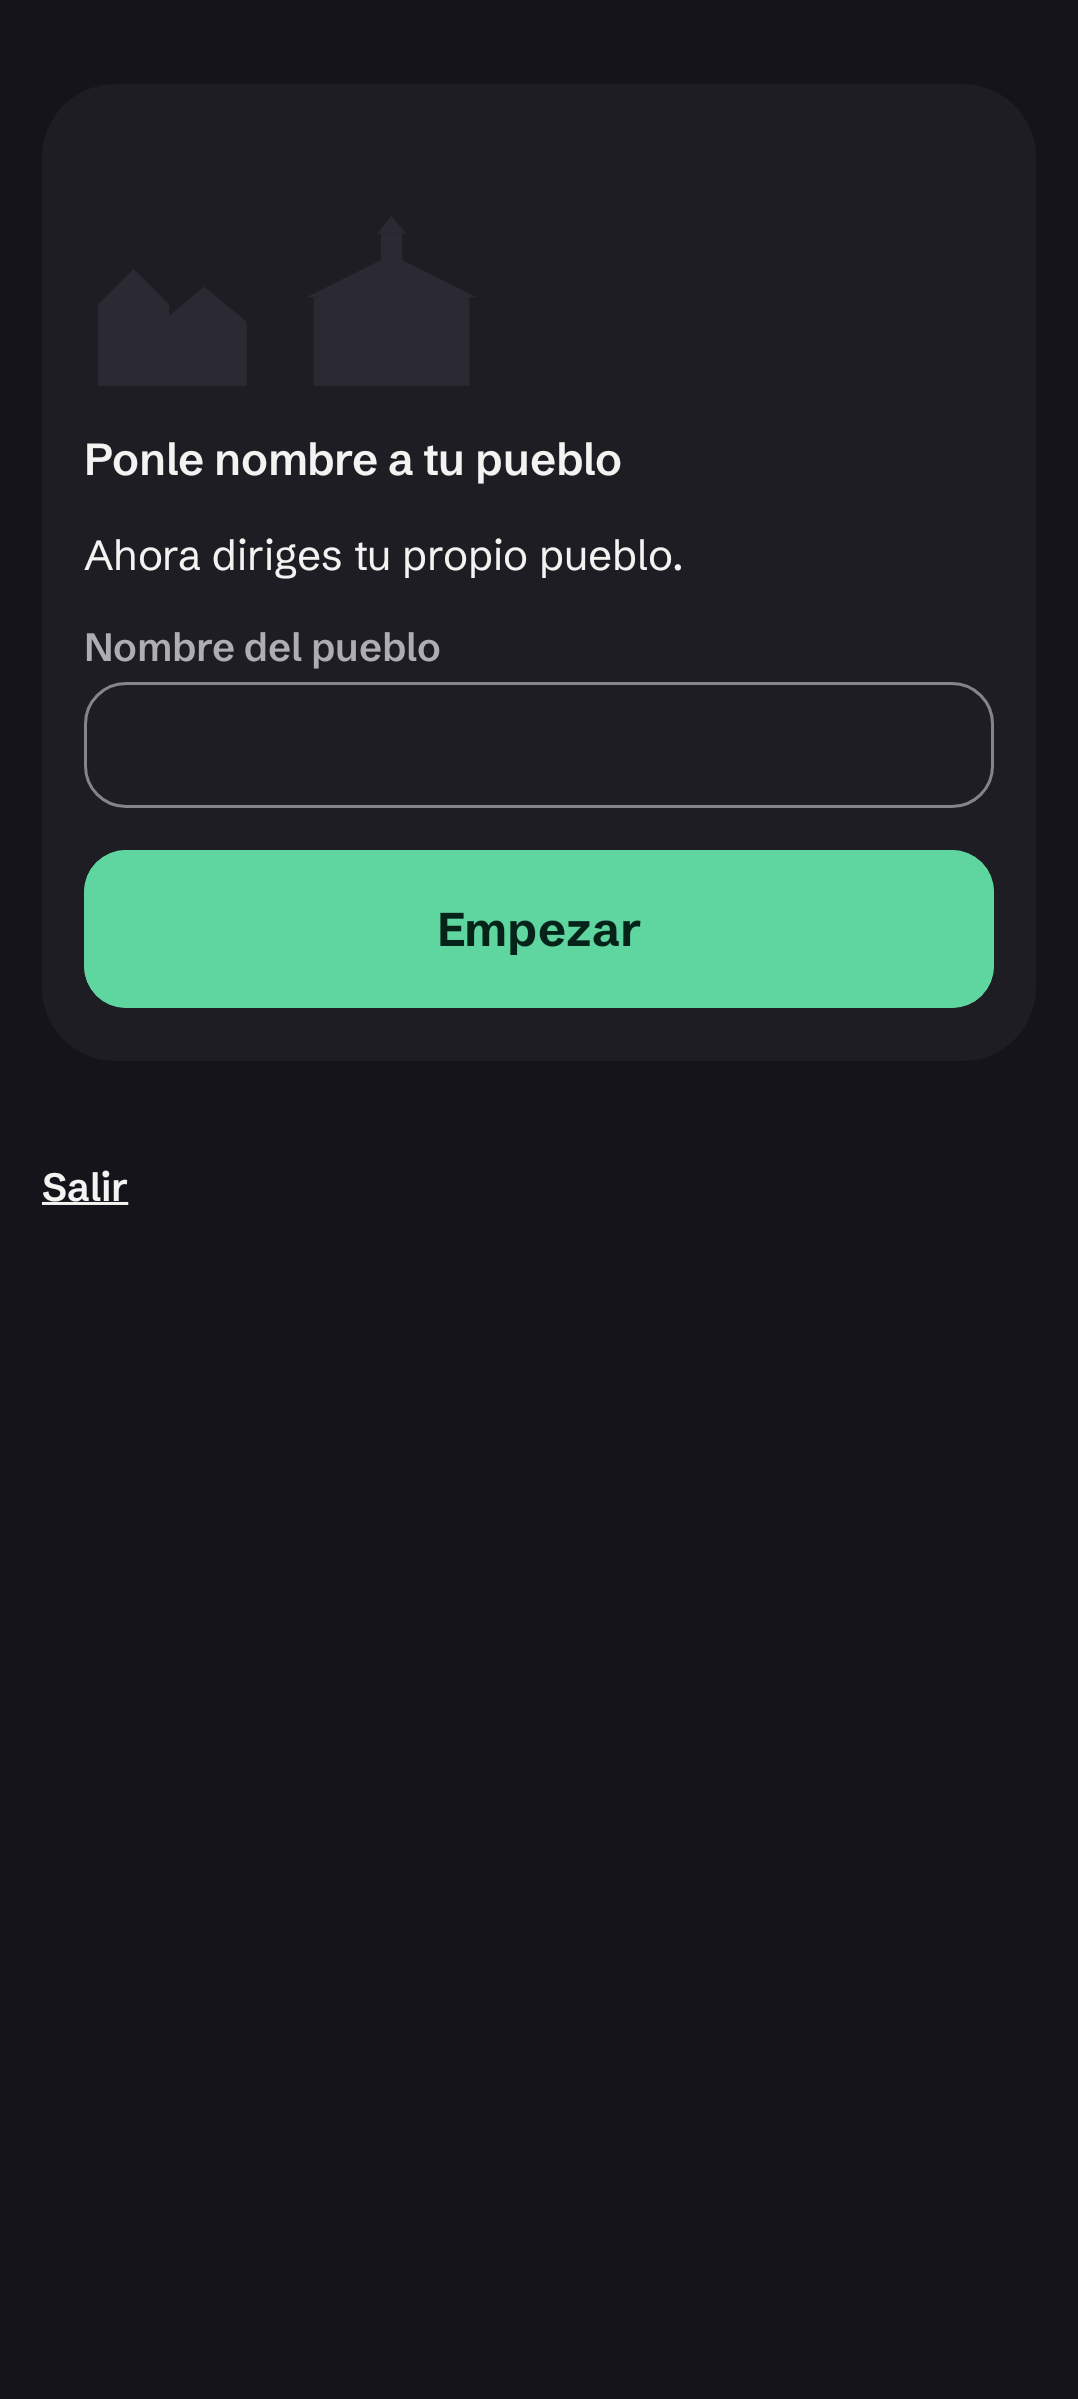 Ponle nombre a tu pueblo
Ahora diriges tu propio pueblo.
Nombre del pueblo
Empezar
Salir